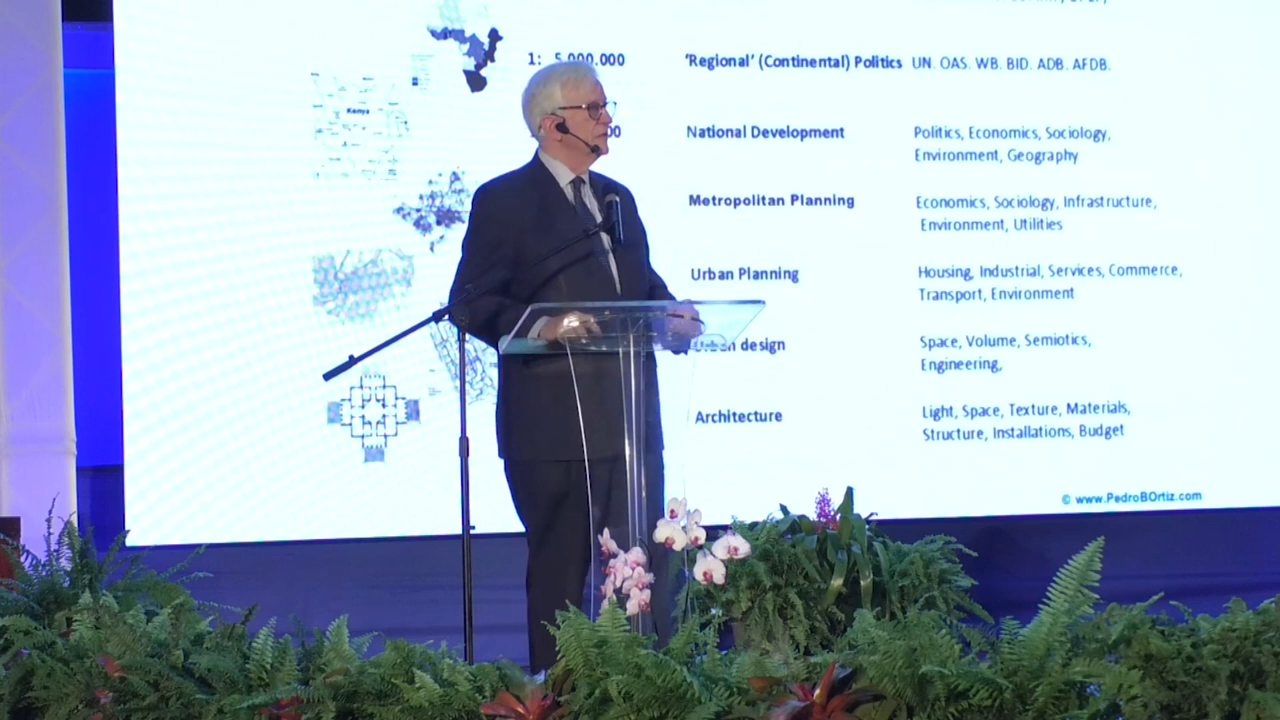 1: 5.000.000 'Regional' (Continental) Politics UN. OAS. WB. BID. ADB. AFDB.
Kenya
National Development Politics, Economics, Sociology,
Environment, Geography
Metropolitan Planning Economics, Sociology, Infrastructure,
Environment, Utilities
Urban Planning Housing, Industrial, Services, Commerce,
Transport, Environment
Urban design Space, Volume, Semiotics,
Engineering,
Architecture Light, Space, Texture, Materials,
Structure, Installations, Budget
© www.PedroBOrtiz.com